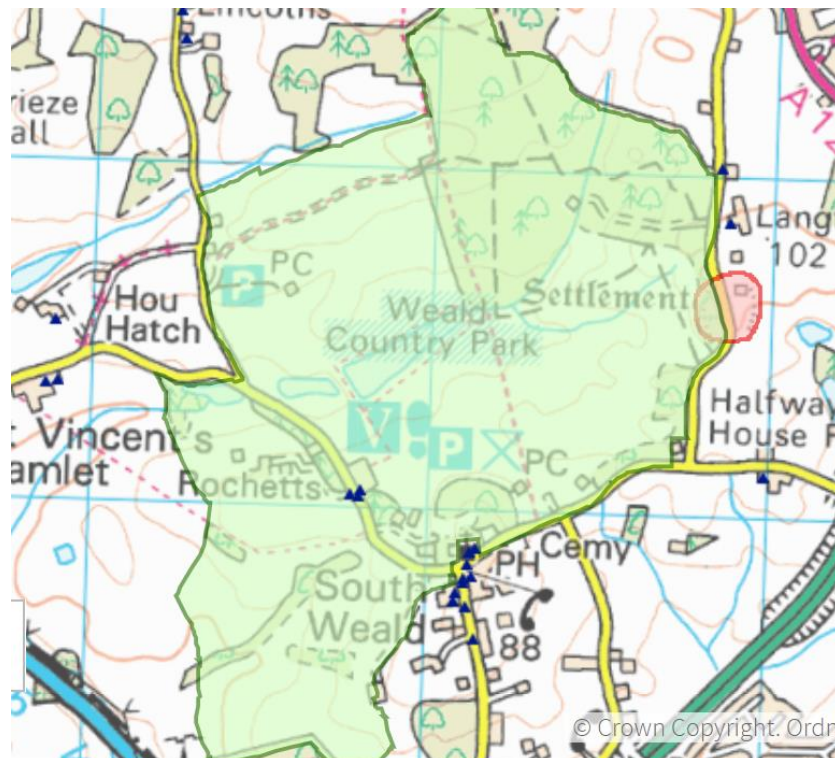 Lincolns
rieze
all
A12
PC
P
Lang
102
Hou
Hatch
Settlement
Weald
Country Park
Vincent's
amlet
V
P
PC
Halfway
House F
Rochetts
PH
Cemy
South
Weald
88
© Crown Copyright. Ordn